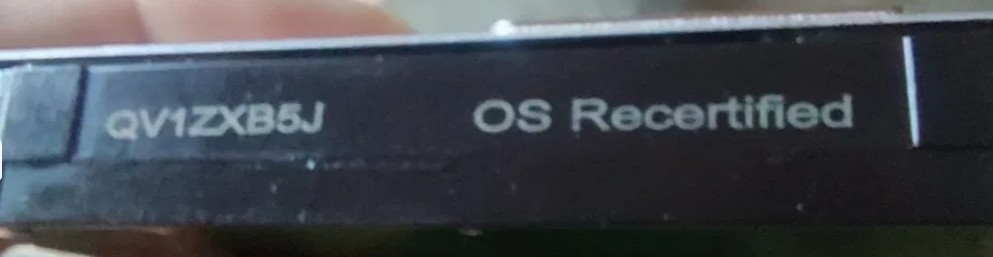 QV1ZXB5J OS Recertified